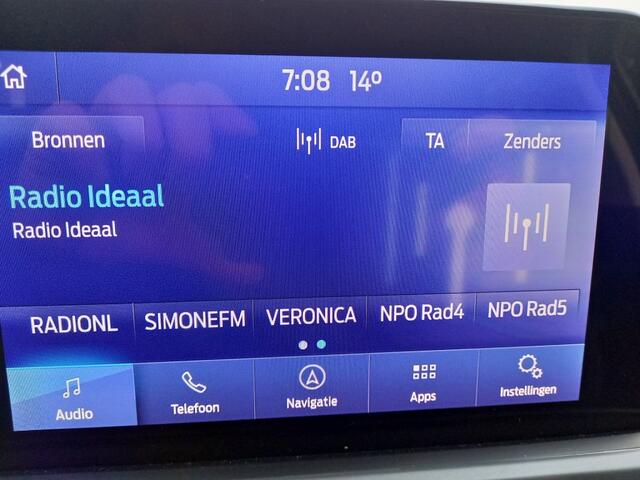 7:08 14º
Bronnen DAB TA Zenders
Radio Ideaal
Radio Ideaal
RADIONL SIMONEFM VERONICA NPO Rad4 NPO Rad5
Audio Telefoon Navigatie Apps Instellingen